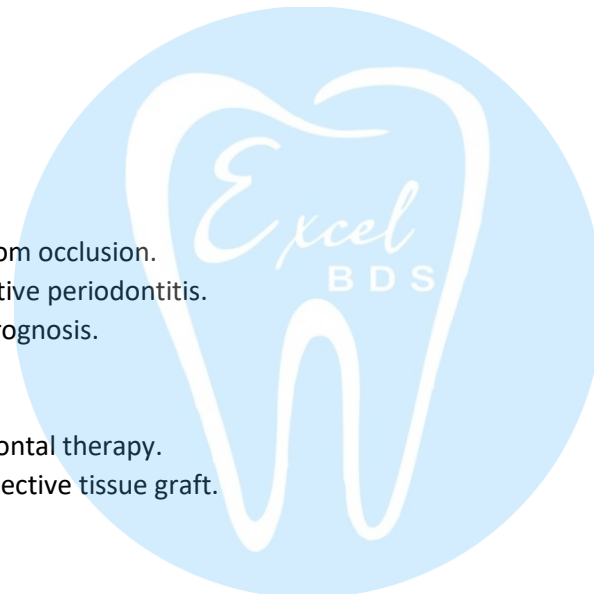 Excel
BDS
om occlusion.
tive periodontitis.
rognosis.
ontal therapy.
ective tissue graft.